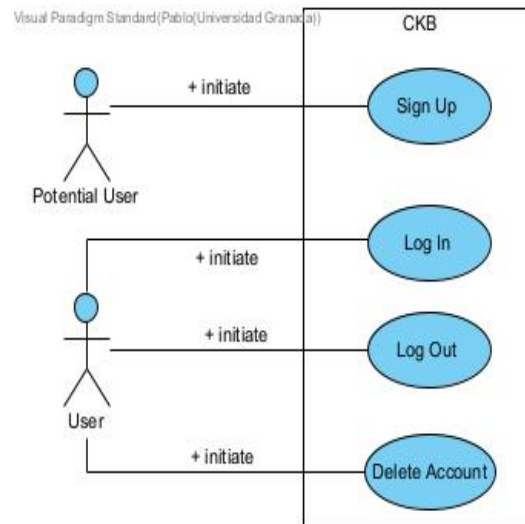 Visual Paradigm Standard(Pablo(Universidad Granada))
CKB
+ initiate
Sign Up
Potential User
Log In
+ initiate
+ initiate
Log Out
User
+ initiate
Delete Account